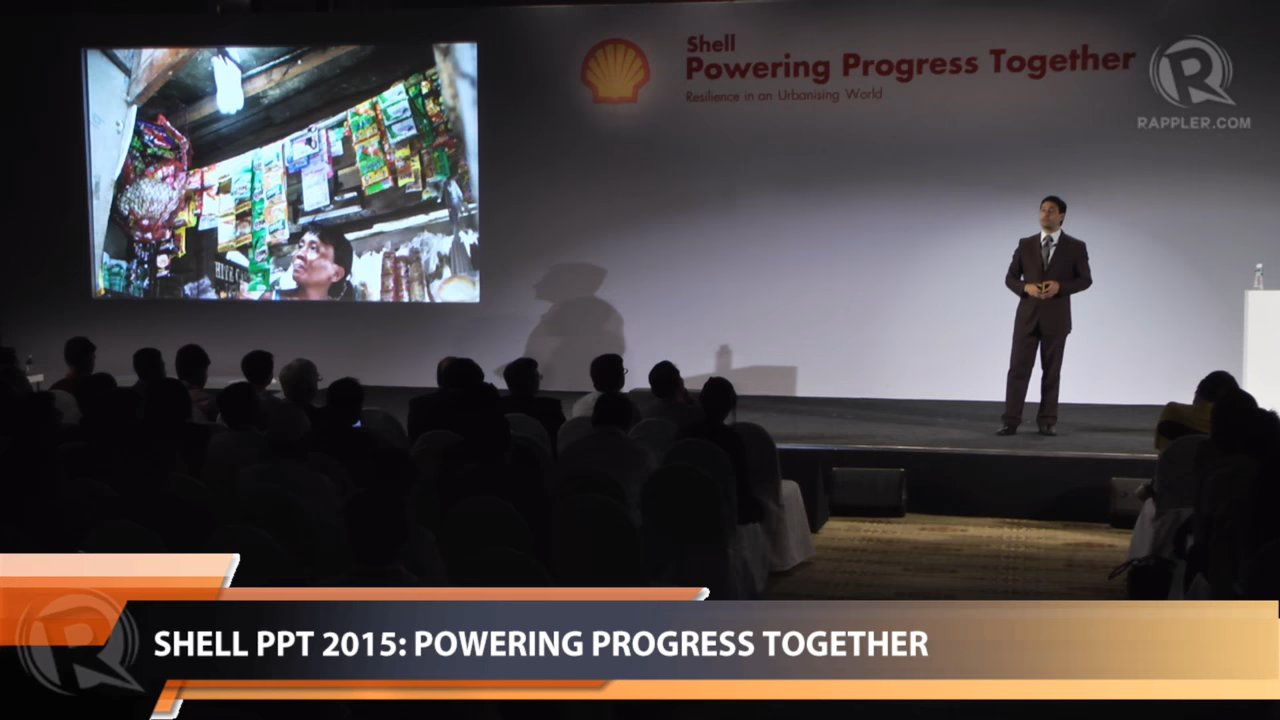 Shell
Powering Progress Together
Resilience in an Urbanising World
RAPPLER.COM
SHELL PPT 2015: POWERING PROGRESS TOGETHER